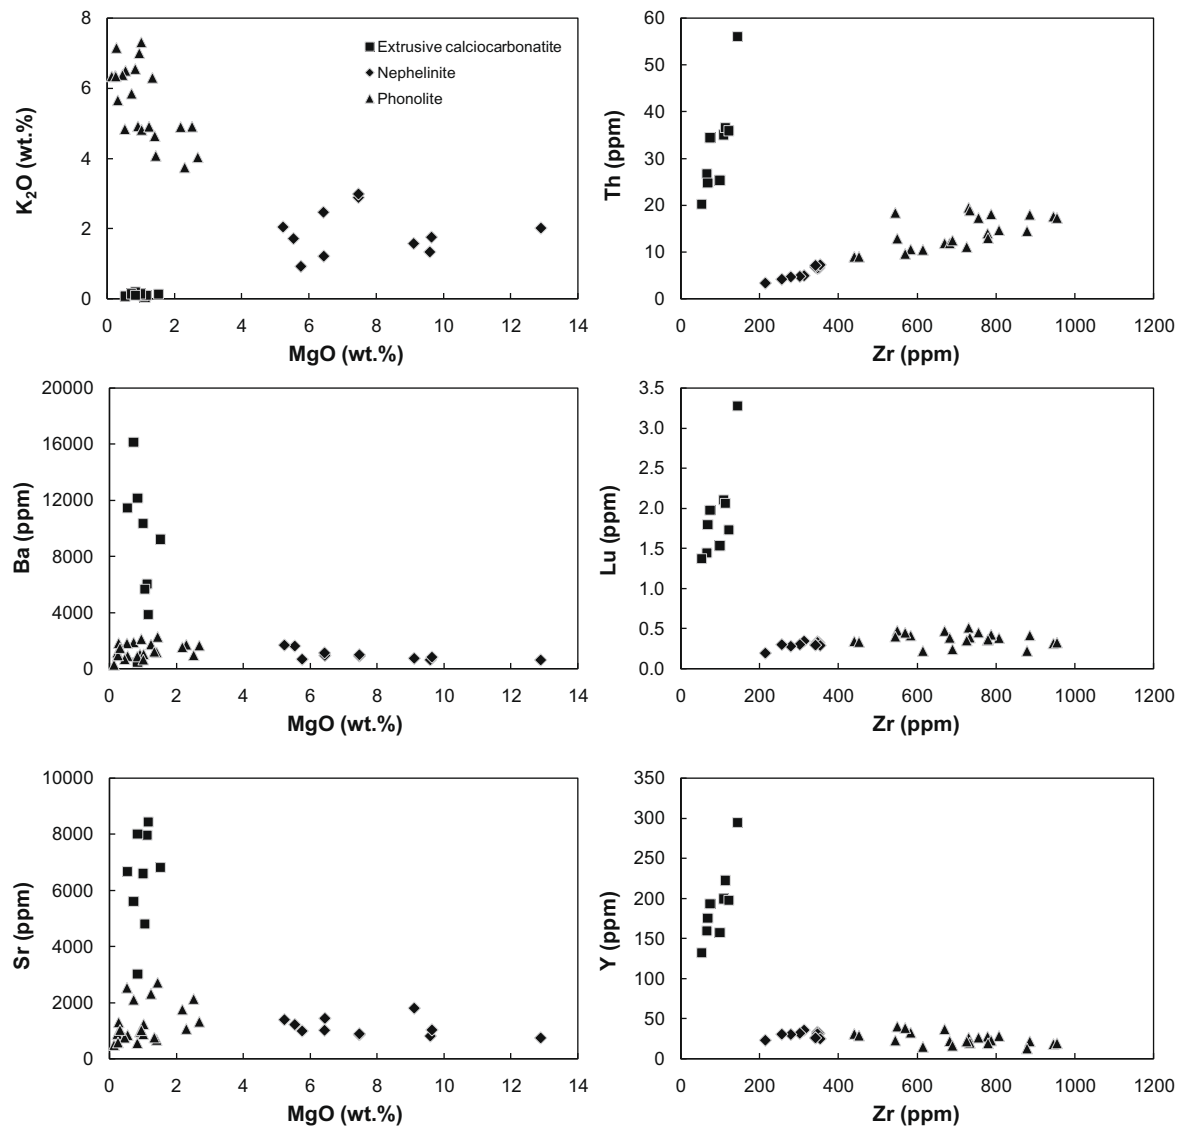 8
6
4
2
0
K₂O (wt.%)
Extrusive calciocarbonatite
Nephelinite
Phonolite
0 2 4 6 8 10 12 14
MgO (wt.%)
60
50
40
30
20
10
0
Th (ppm)
0 200 400 600 800 1000 1200
Zr (ppm)
20000
16000
12000
8000
4000
0
Ba (ppm)
0 2 4 6 8 10 12 14
MgO (wt.%)
3.5
3.0
2.5
2.0
1.5
1.0
0.5
0.0
Lu (ppm)
0 200 400 600 800 1000 1200
Zr (ppm)
10000
8000
6000
4000
2000
0
Sr (ppm)
0 2 4 6 8 10 12 14
MgO (wt.%)
350
300
250
200
150
100
50
0
Y (ppm)
0 200 400 600 800 1000 1200
Zr (ppm)